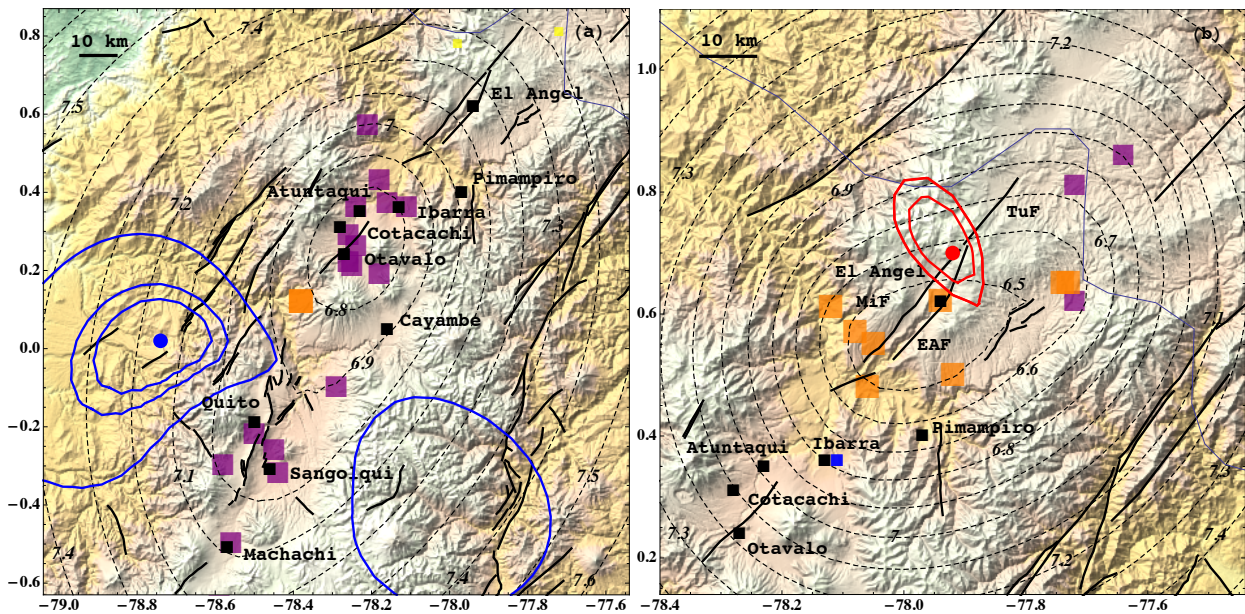 0.8
10 km
7.4
(a)
7.5
El Angel
0.6
7
0.4
Atuntaqui
Pimampiro
Ibarra
7.2
Cotacachi
7.3
Otavalo
0.2
6.8
Cayambe
0.0
6.9
Quito
−0.2
7.1
Sangolqui
7.5
−0.4
Machachi
7.4
7.4
7.6
−0.6
−79.0
−78.8
−78.6
−78.4
−78.2
−78.0
−77.8
−77.6
10 km
7.2
(b)
1.0
7.3
6.9
0.8
TuF
6.7
El Angel
6.5
MiF
0.6
7.1
EAF
6.6
Pimampiro
0.4
Atuntaqui
Ibarra
6.8
Cotacachi
7.3
7.3
Otavalo
7
7.2
7.4
0.2
−78.4
−78.2
−78.0
−77.8
−77.6